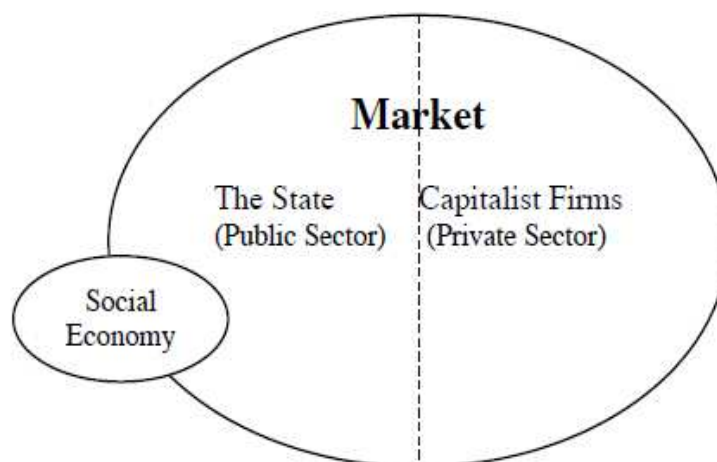 Market
The State
(Public Sector)
Capitalist Firms
(Private Sector)
Social
Economy